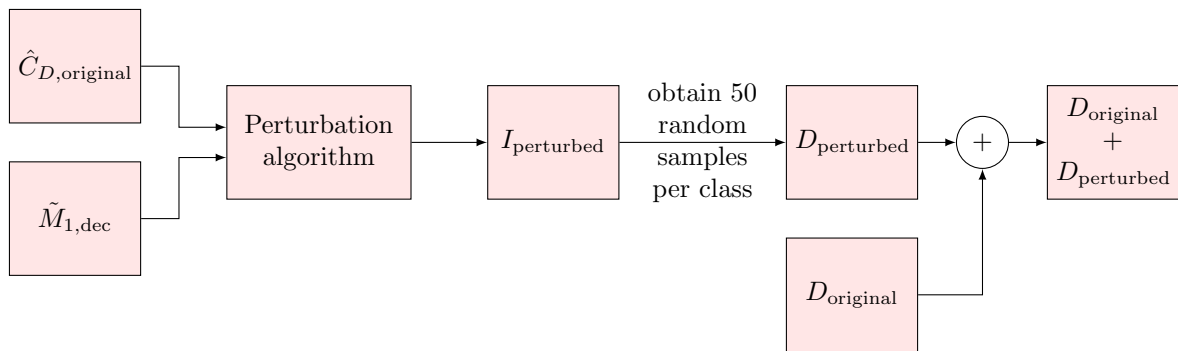 Ĉ_{D,original}
M̃_{1,dec}
Perturbation
algorithm
I_{perturbed}
obtain 50
random
samples
per class
D_{perturbed}
D_{original}
+
D_{original}
+
D_{perturbed}